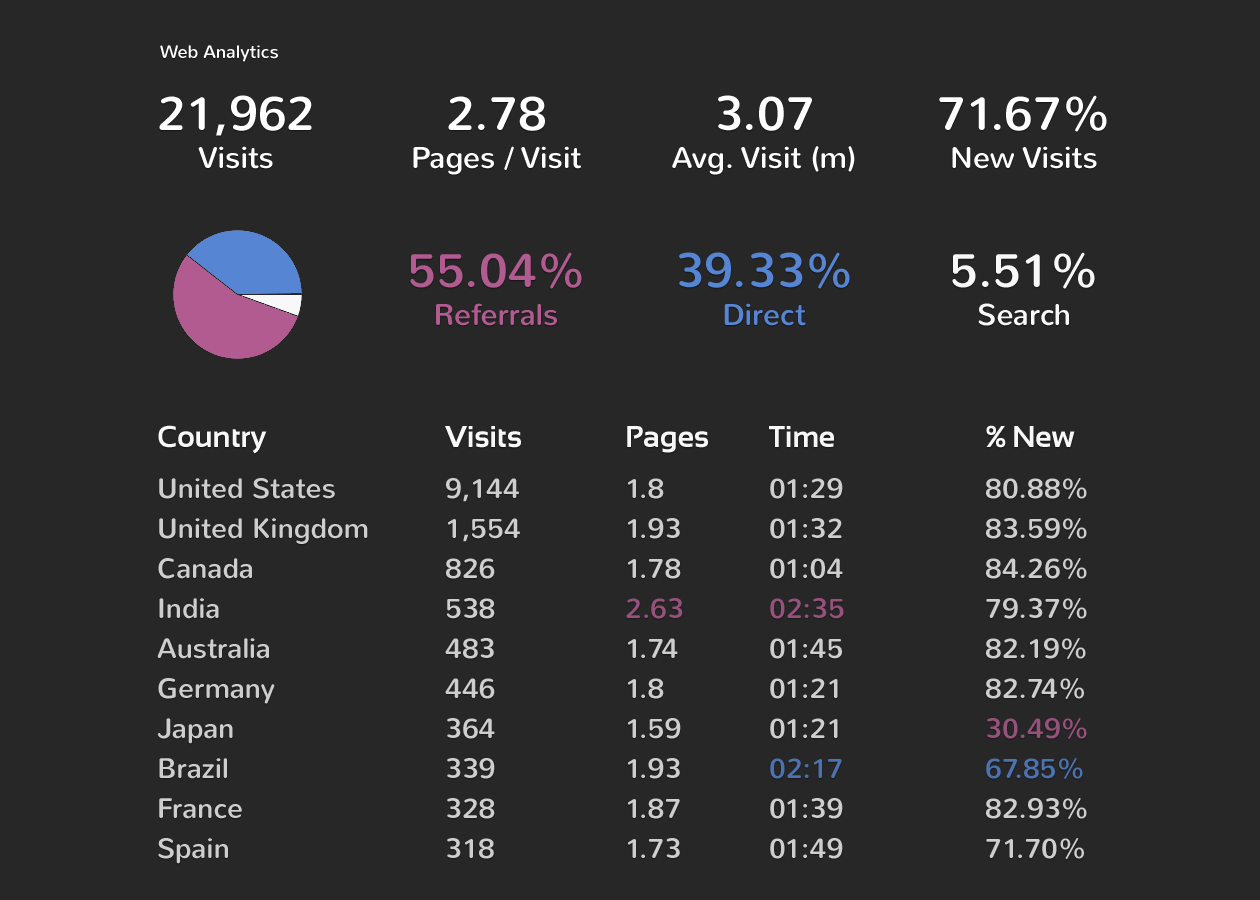 Web Analytics
21,962 2.78 3.07 71.67%
Visits Pages / Visit Avg. Visit (m) New Visits
55.04% 39.33% 5.51%
Referrals Direct Search
Country Visits Pages Time % New
United States 9,144 1.8 01:29 80.88%
United Kingdom 1,554 1.93 01:32 83.59%
Canada 826 1.78 01:04 84.26%
India 538 2.63 02:35 79.37%
Australia 483 1.74 01:45 82.19%
Germany 446 1.8 01:21 82.74%
Japan 364 1.59 01:21 30.49%
Brazil 339 1.93 02:17 67.85%
France 328 1.87 01:39 82.93%
Spain 318 1.73 01:49 71.70%